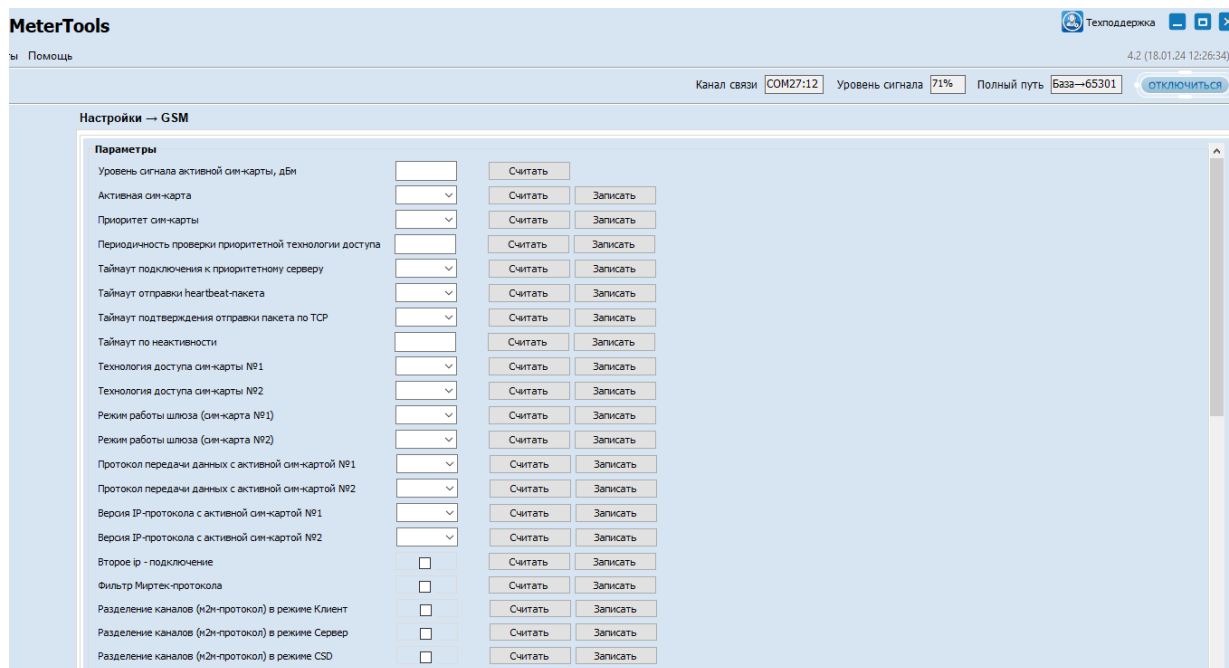 MeterTools
Техподдержка
ты Помощь
4.2 (18.01.24 12:26:34)
Канал связи COM27:12 Уровень сигнала 71% Полный путь База→65301 ОТКЛЮЧИТЬСЯ
Настройки → GSM
Параметры
Уровень сигнала активной сим-карты, дБм Считать
Активная сим-карта Считать Записать
Приоритет сим-карты Считать Записать
Периодичность проверки приоритетной технологии доступа Считать Записать
Таймаут подключения к приоритетному серверу Считать Записать
Таймаут отправки heartbeat-пакета Считать Записать
Таймаут подтверждения отправки пакета по TCP Считать Записать
Таймаут по неактивности Считать Записать
Технология доступа сим-карты №1 Считать Записать
Технология доступа сим-карты №2 Считать Записать
Режим работы шлюза (сим-карта №1) Считать Записать
Режим работы шлюза (сим-карта №2) Считать Записать
Протокол передачи данных с активной сим-картой №1 Считать Записать
Протокол передачи данных с активной сим-картой №2 Считать Записать
Версия IP-протокола с активной сим-картой №1 Считать Записать
Версия IP-протокола с активной сим-картой №2 Считать Записать
Второе ip - подключение Считать Записать
Фильтр Миртек-протокола Считать Записать
Разделение каналов (м2м-протокол) в режиме Клиент Считать Записать
Разделение каналов (м2м-протокол) в режиме Сервер Считать Записать
Разделение каналов (м2м-протокол) в режиме CSD Считать Записать